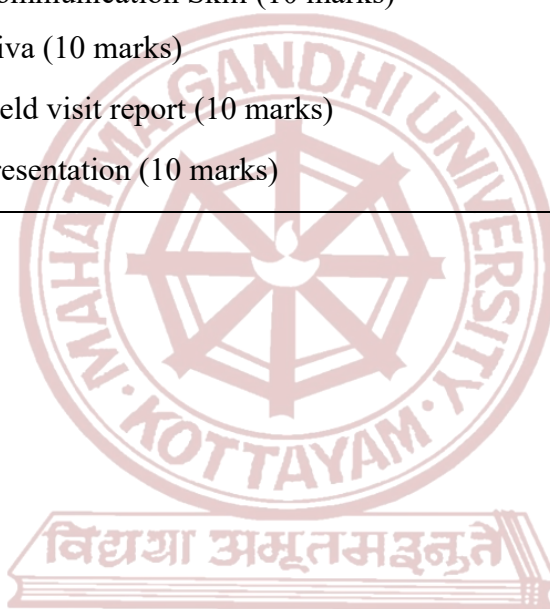 ommunication Skill (10 marks)
iva (10 marks)
eld visit report (10 marks)
resentation (10 marks)
MAHATMA GANDHI UNIVERSITY
• KOTTAYAM •
विद्यया अमृतमश्नुते